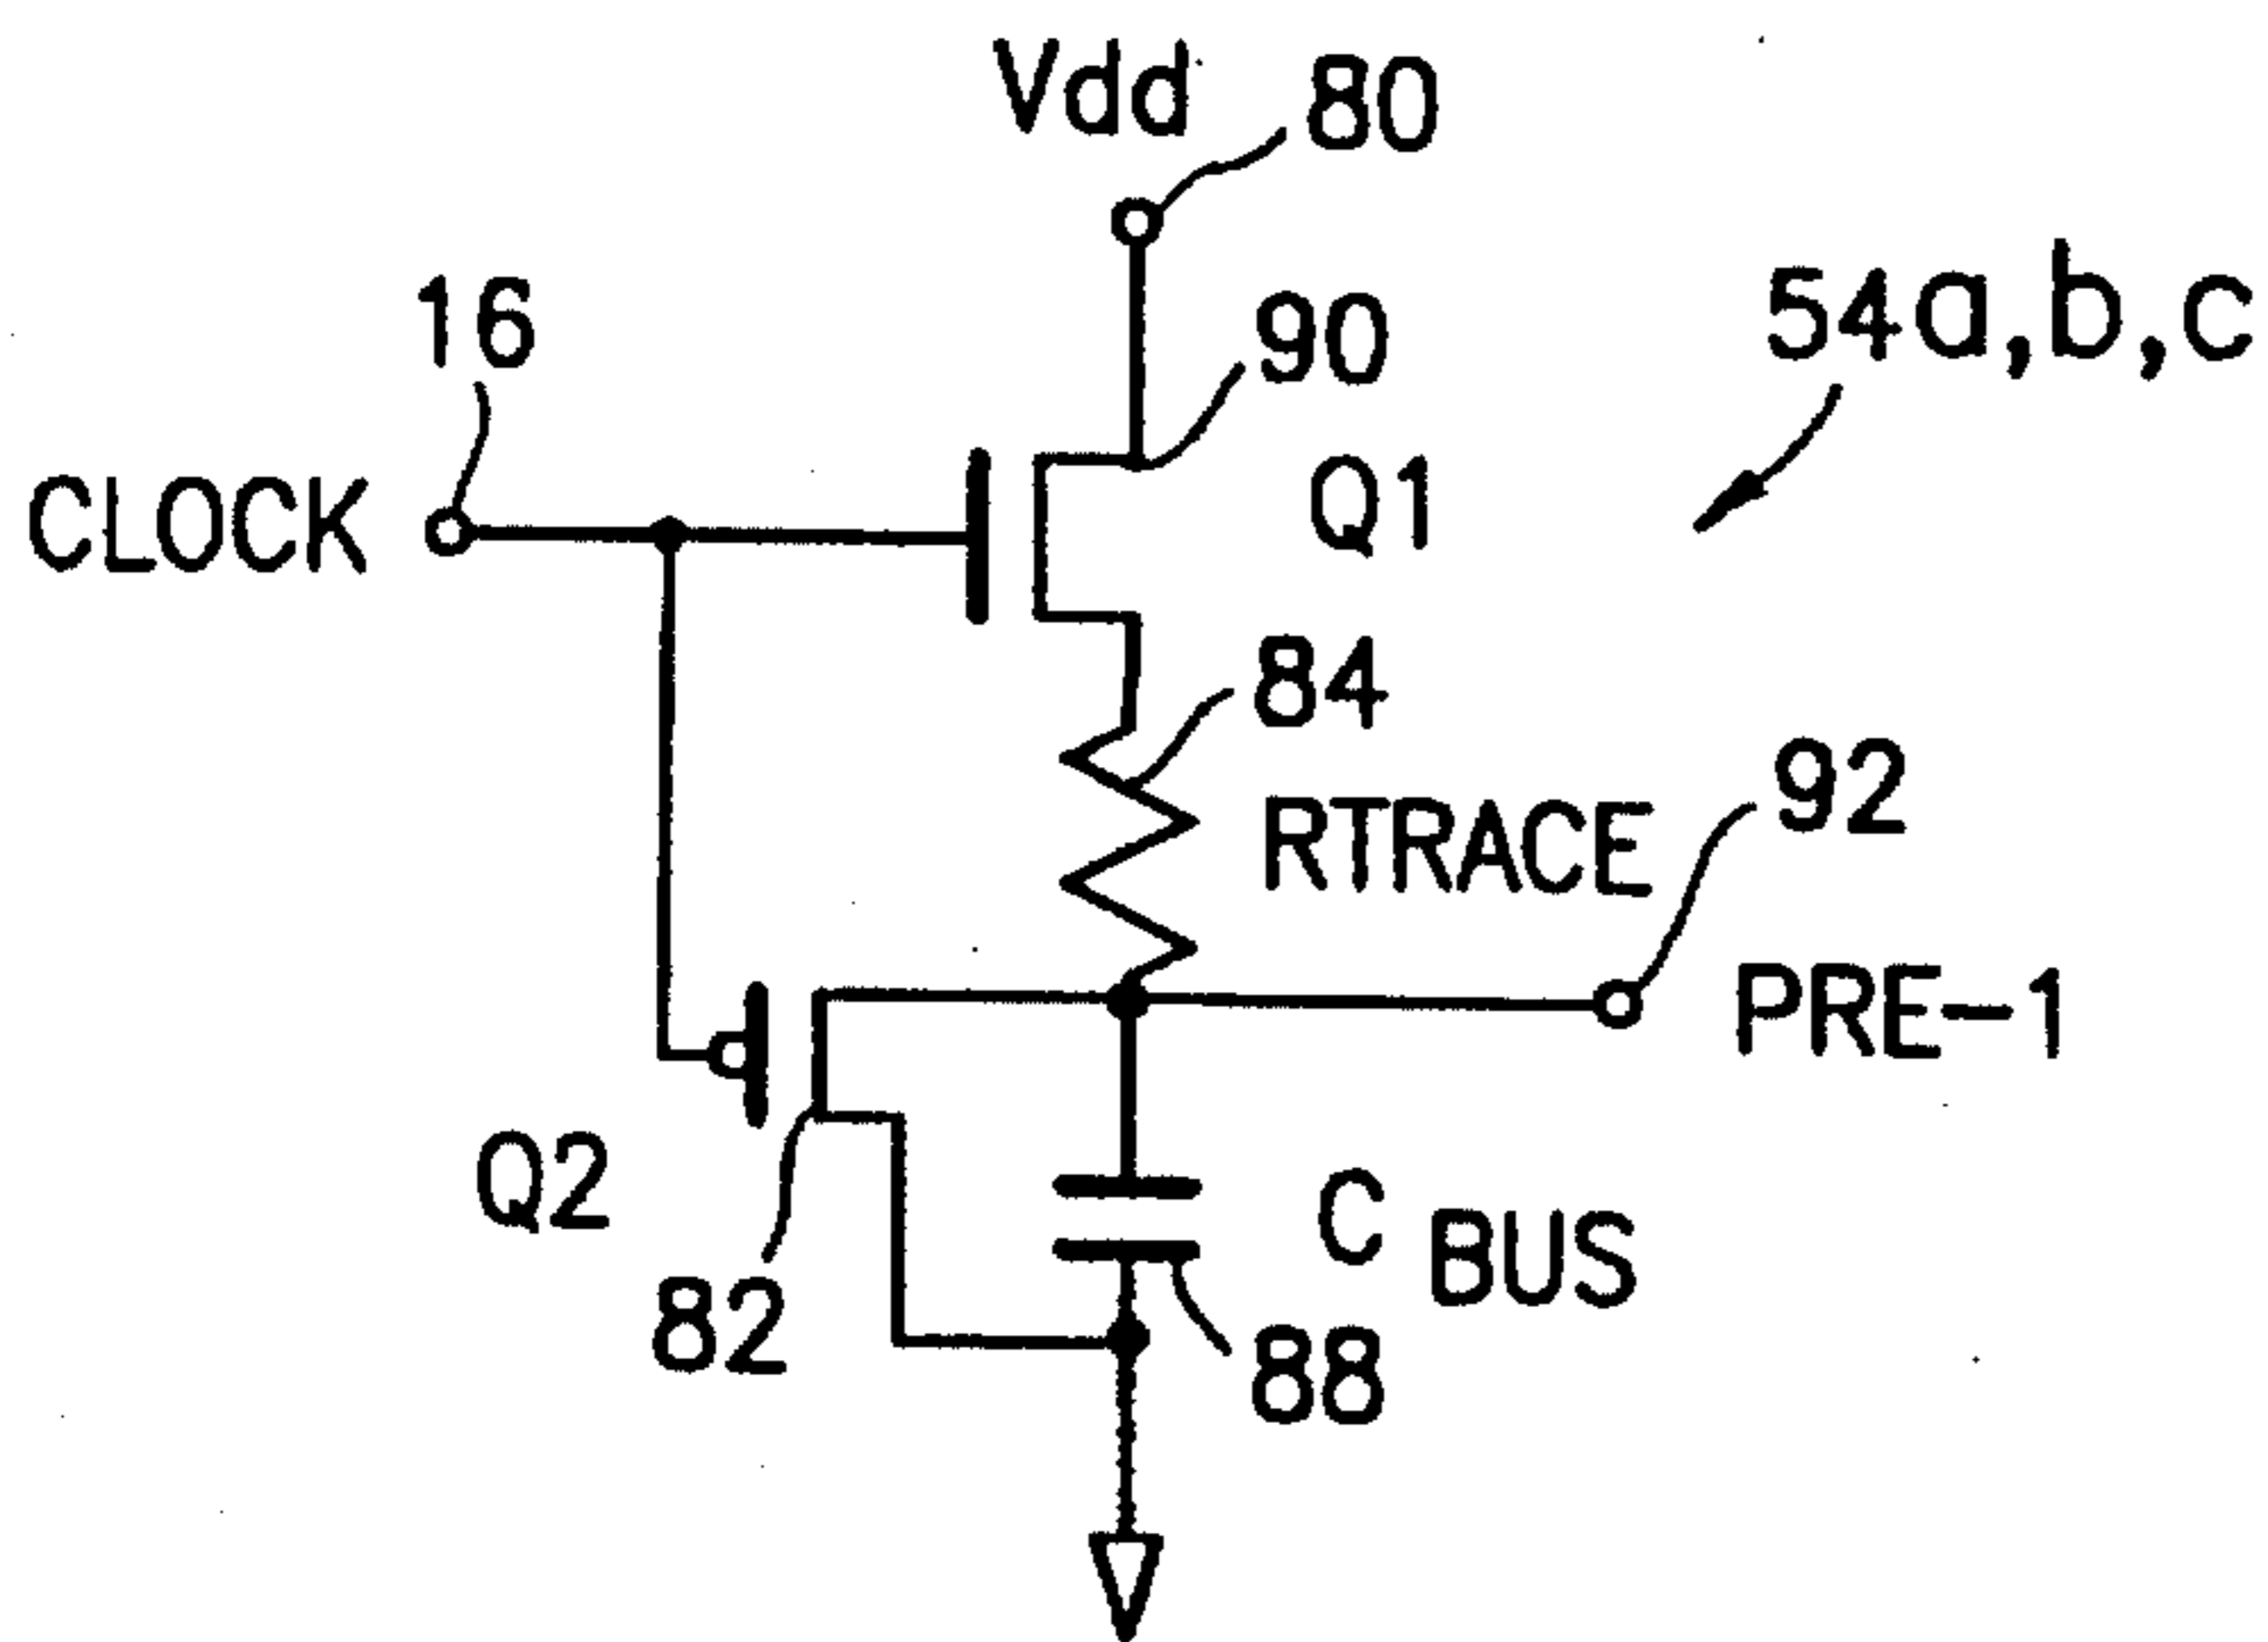 Vdd 80
16
90
54a,b,c
CLOCK
Q1
84
92
RTRACE
PRE-1
Q2
C BUS
82
88